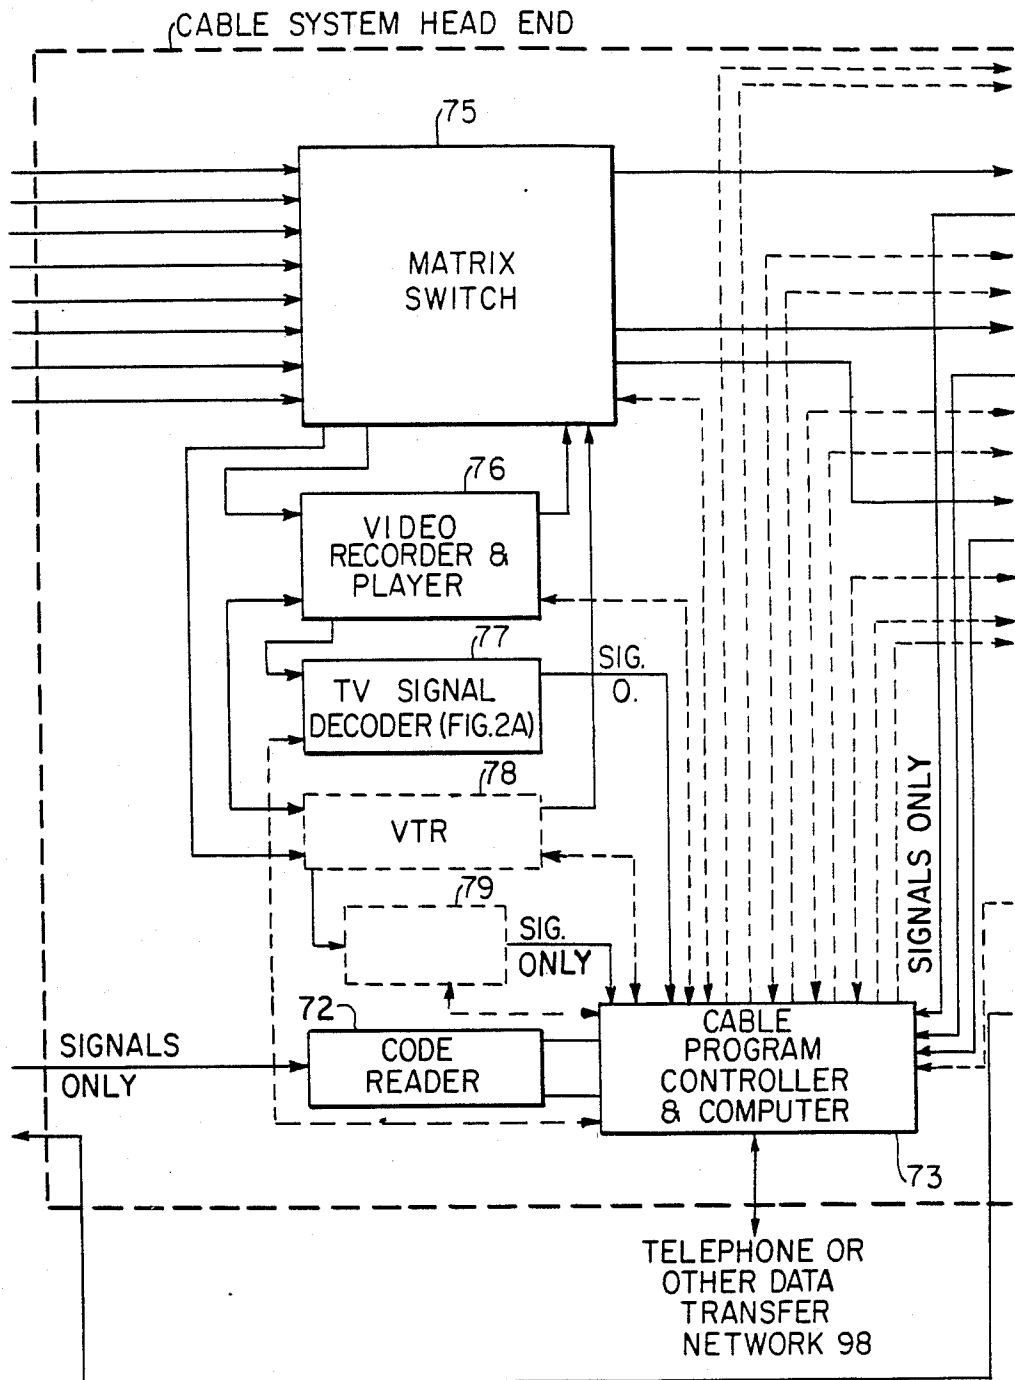 CABLE SYSTEM HEAD END
75
MATRIX
SWITCH
76
VIDEO
RECORDER &
PLAYER
77
TV SIGNAL
DECODER (FIG.2A)
SIG.
O.
78
VTR
79
SIG.
ONLY
SIGNALS ONLY
72
CODE
READER
SIGNALS
ONLY
CABLE
PROGRAM
CONTROLLER
& COMPUTER
73
TELEPHONE OR
OTHER DATA
TRANSFER
NETWORK 98